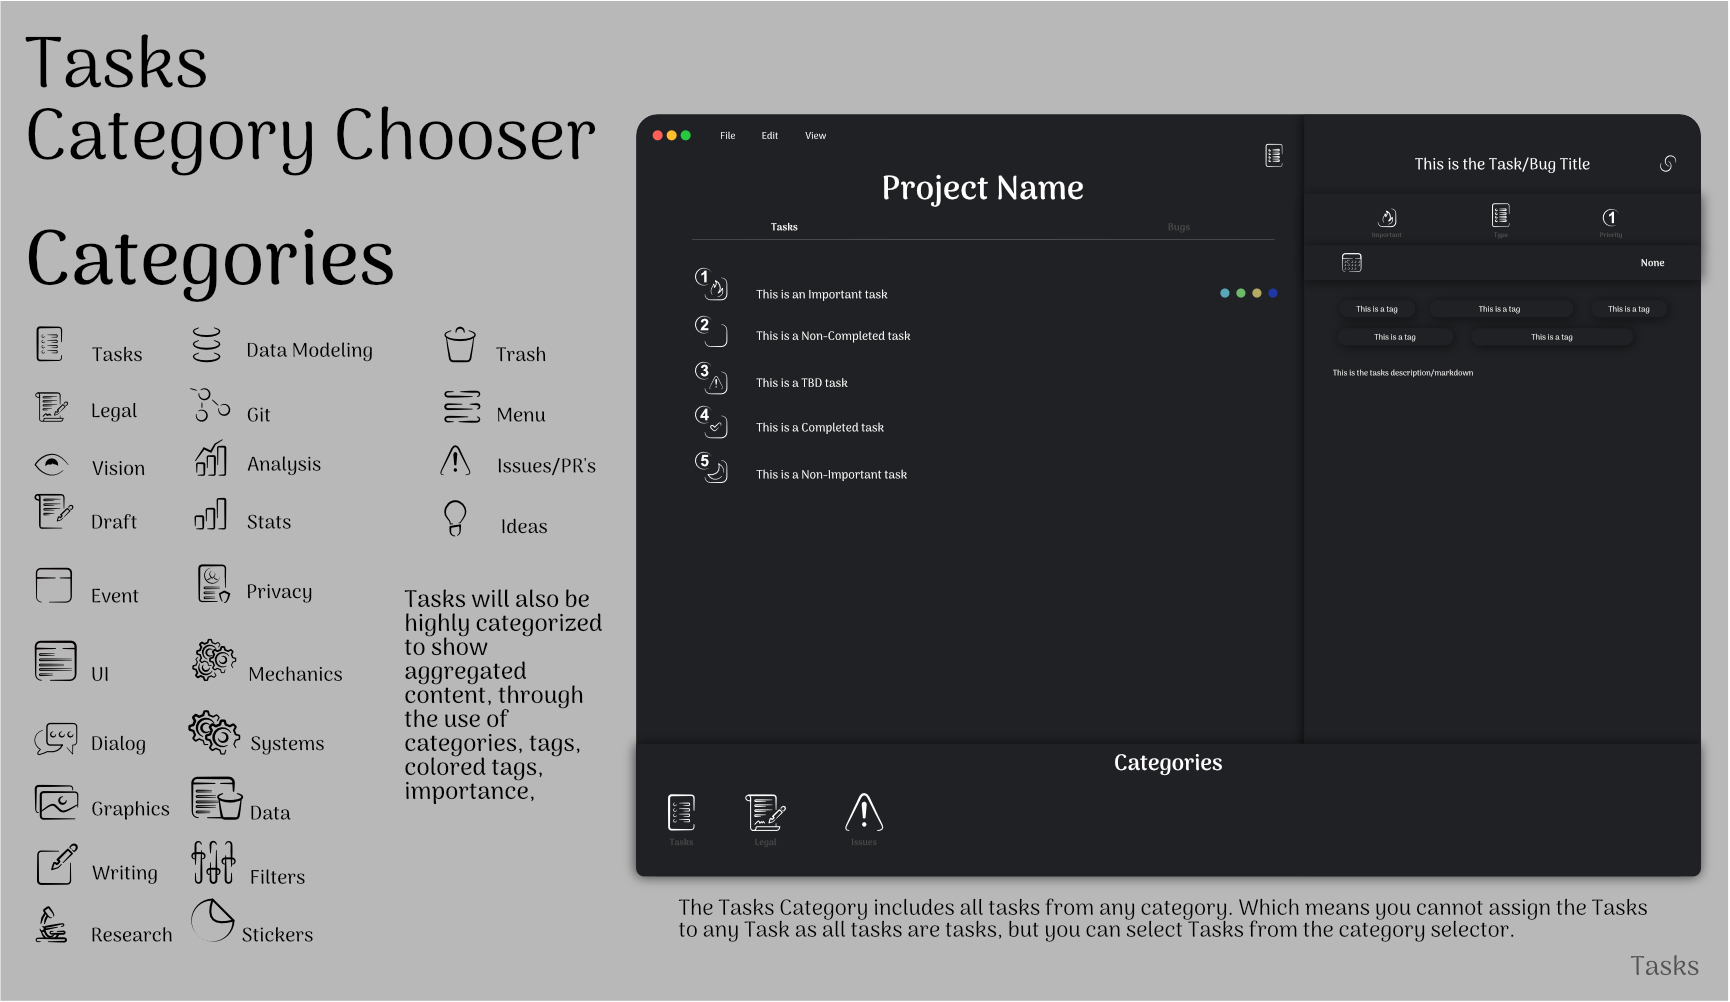 Tasks
Category Chooser
Categories
Tasks
Data Modeling
Trash
Legal
Git
Menu
Vision
Analysis
Issues/PR's
Draft
Stats
Ideas
Event
Privacy
UI
Mechanics
Dialog
Systems
Graphics
Data
Writing
Filters
Research
Stickers
Tasks will also be
highly categorized
to show
aggregated
content, through
the use of
categories, tags,
colored tags,
importance,
File Edit View
Project Name
Tasks Bugs
1
This is an Important task
2
This is a Non-Completed task
3
This is a TBD task
4
This is a Completed task
5
This is a Non-Important task
This is the Task/Bug Title
1
Important Type Priority
None
This is a tag This is a tag This is a tag
This is a tag This is a tag
This is the tasks description/markdown
Categories
Tasks Legal Issues
The Tasks Category includes all tasks from any category. Which means you cannot assign the Tasks
to any Task as all tasks are tasks, but you can select Tasks from the category selector.
Tasks